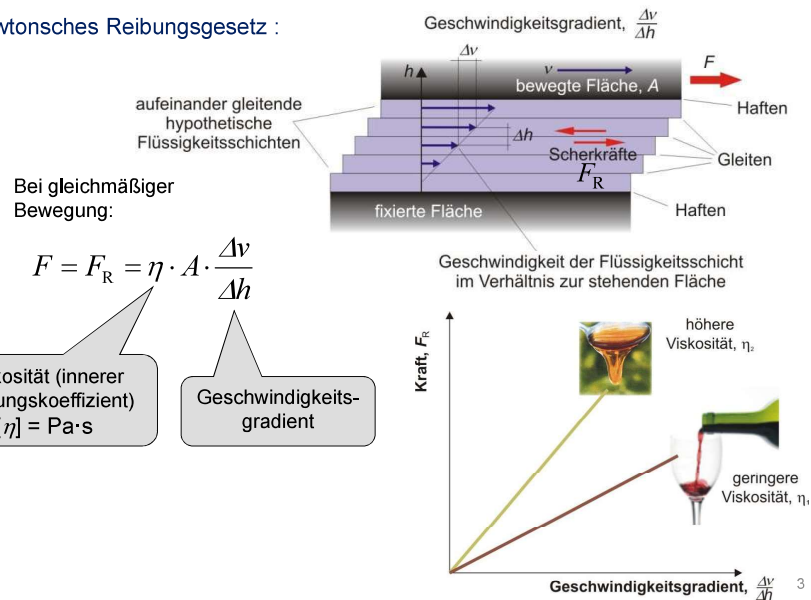 wtonsches Reibungsgesetz :
Geschwindigkeitsgradient, Δv/Δh
Δv
h
v
bewegte Fläche, A
F
aufeinander gleitende
hypothetische
Flüssigkeitsschichten
Haften
Δh
Scherkräfte
F_R
Gleiten
fixierte Fläche
Haften
Bei gleichmäßiger
Bewegung:
F = F_R = η · A · Δv/Δh
Geschwindigkeit der Flüssigkeitsschicht
im Verhältnis zur stehenden Fläche
kosität (innerer
ungskoeffizient)
[η] = Pa·s
Geschwindigkeits-
gradient
Kraft, F_R
höhere
Viskosität, η₂
geringere
Viskosität, η₁
Geschwindigkeitsgradient, Δv/Δh
3